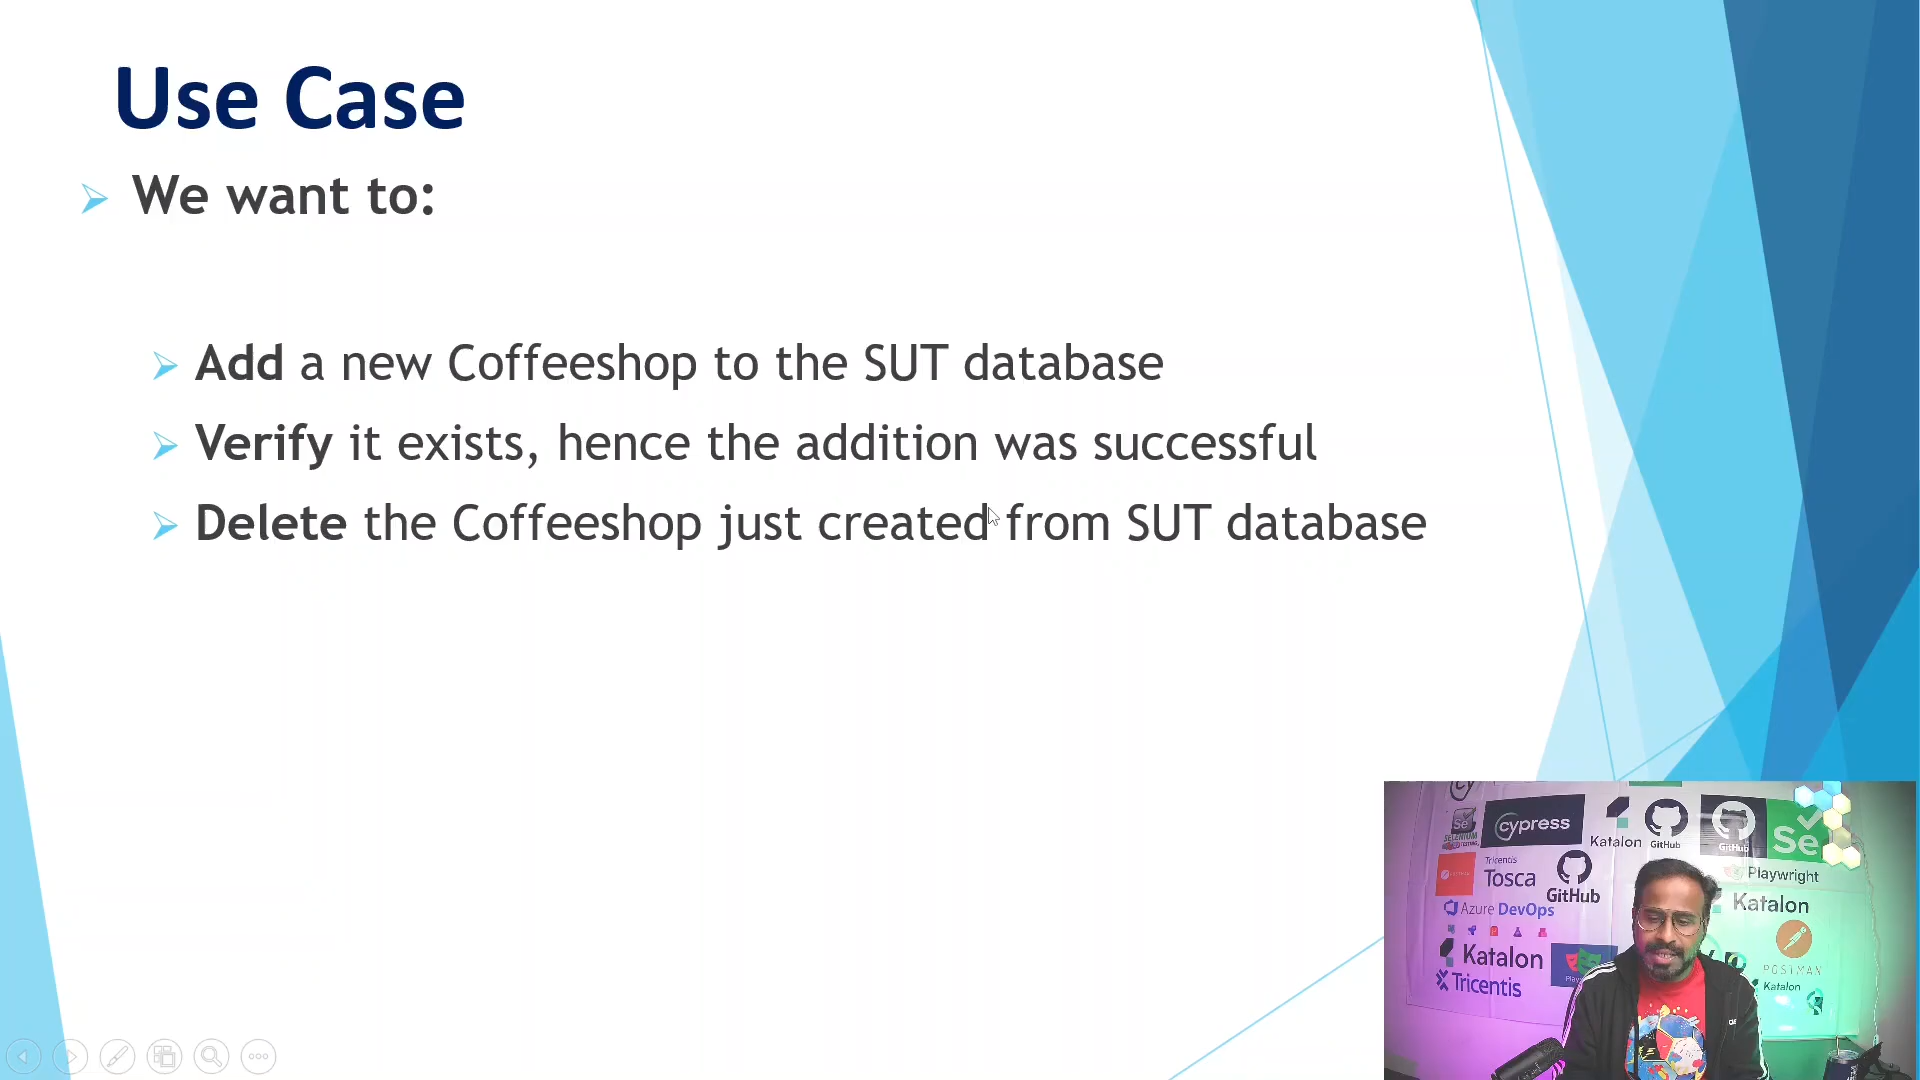 Use Case
We want to:
Add a new Coffeeshop to the SUT database
Verify it exists, hence the addition was successful
Delete the Coffeeshop just created from SUT database
Se
cypress
Katalon
GitHub
GitHub
Se
Tricentis
Tosca
GitHub
Playwright
Azure DevOps
Katalon
Katalon
Tricentis
POSTMAN
Katalon